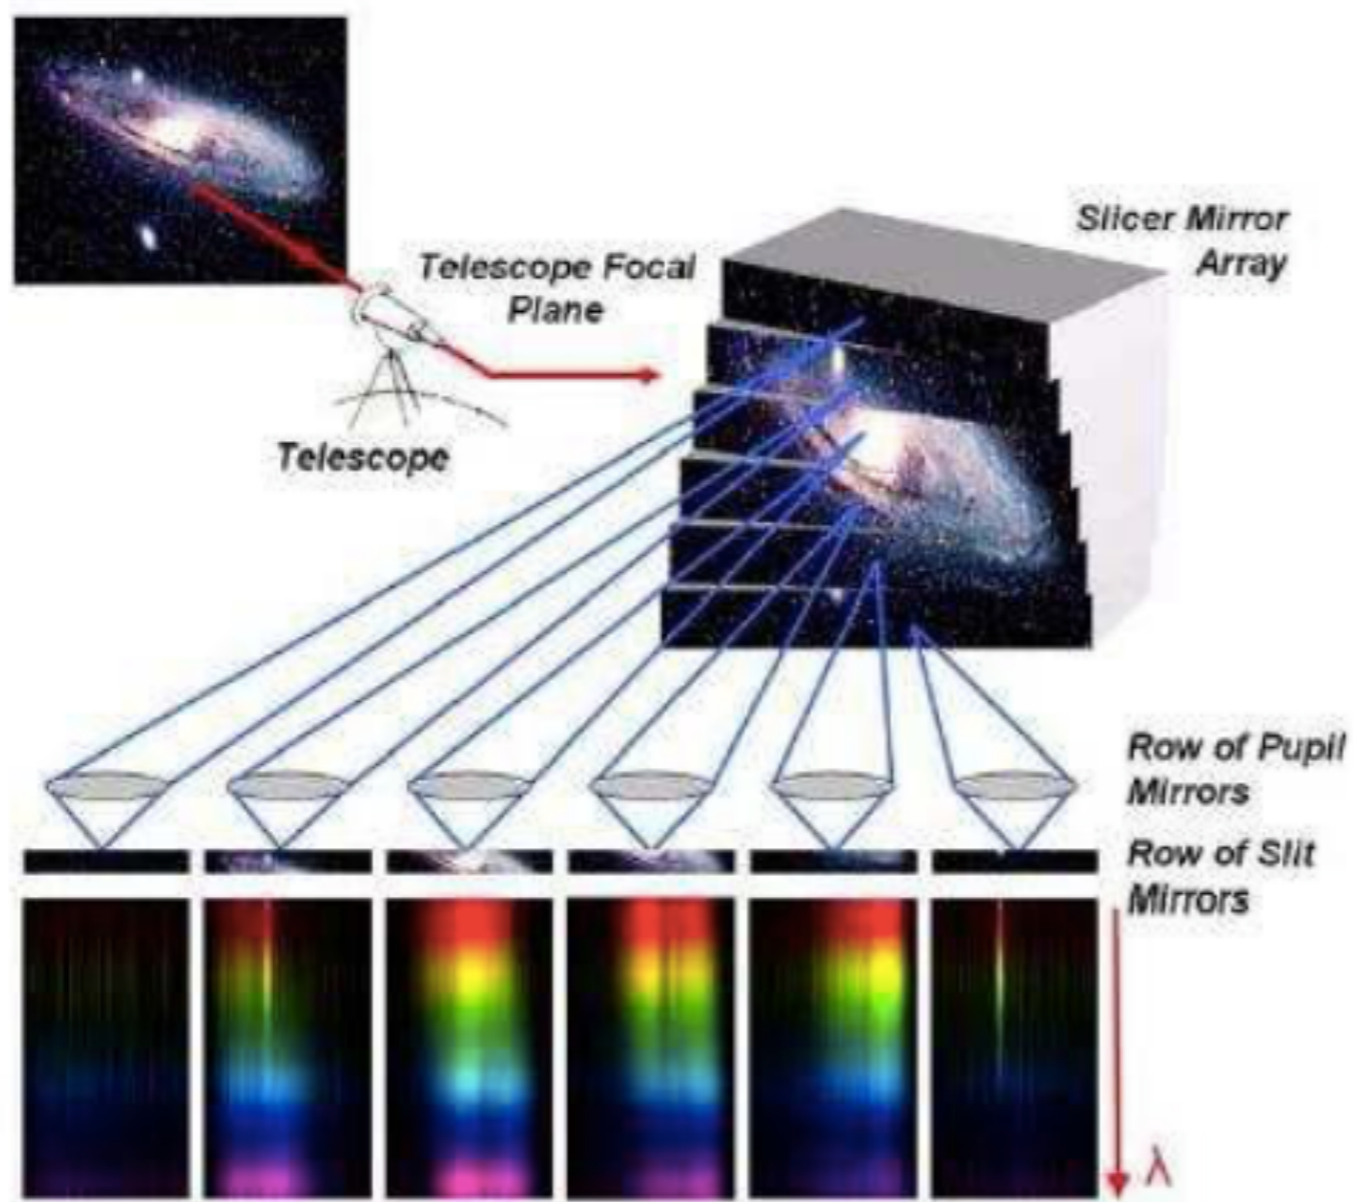 Slicer Mirror
Array
Telescope Focal
Plane
Telescope
Row of Pupil
Mirrors
Row of Slit
Mirrors
λ